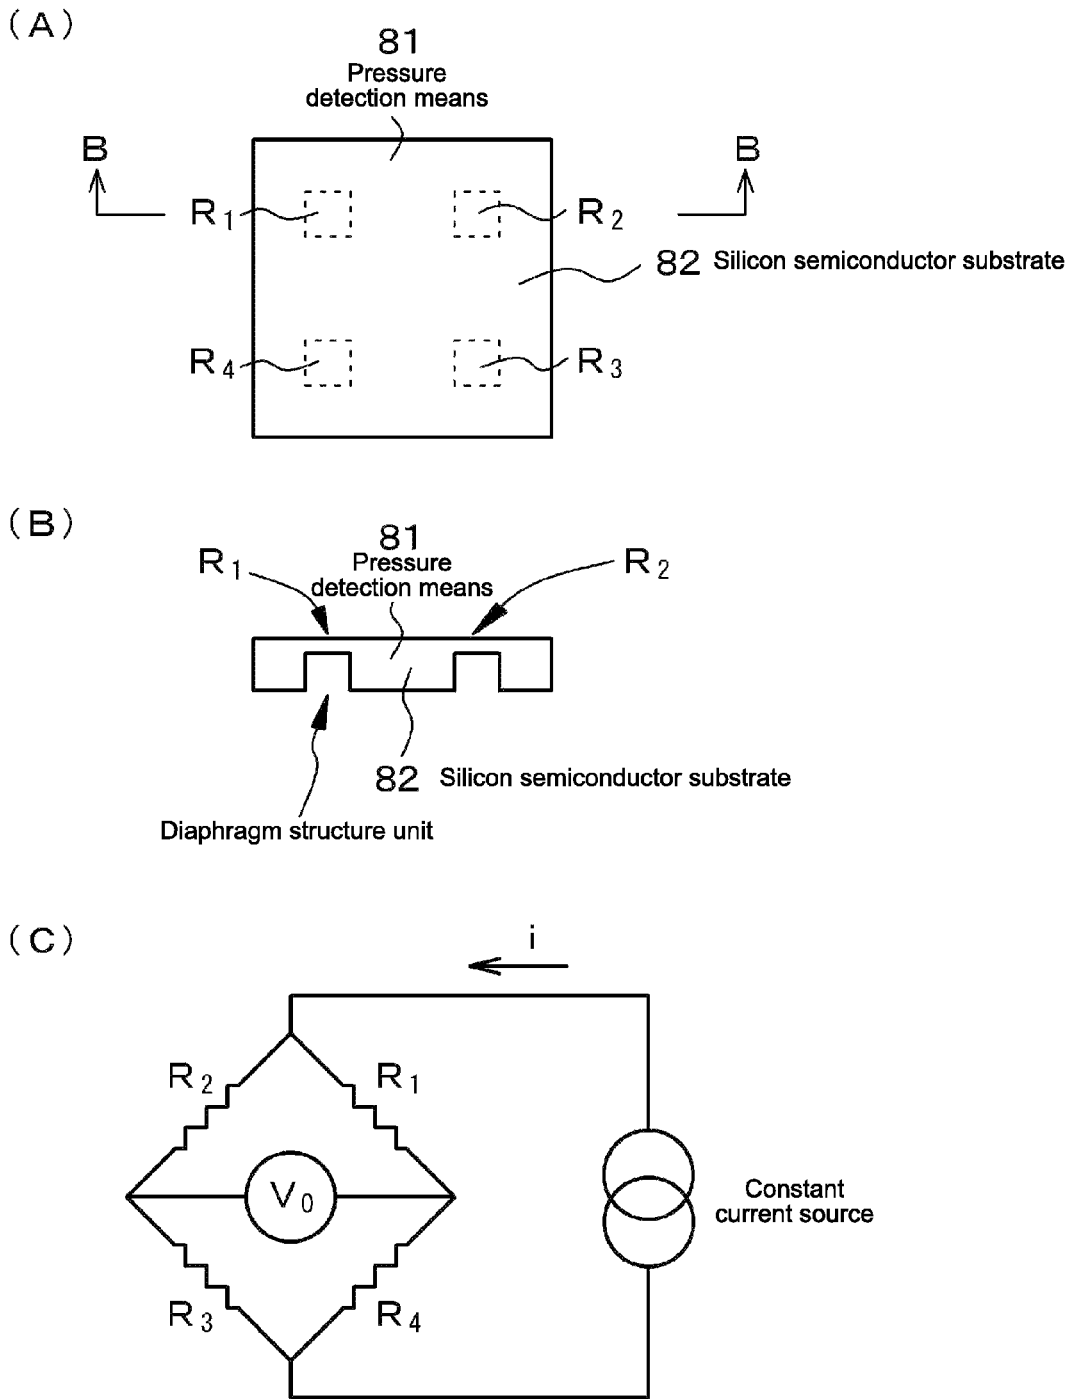 (A)
81
Pressure
detection means
B
B
R1
R2
82 Silicon semiconductor substrate
R4
R3
(B)
81
Pressure
detection means
R1
R2
82 Silicon semiconductor substrate
Diaphragm structure unit
(C)
i
R2
R1
V0
Constant
current source
R3
R4